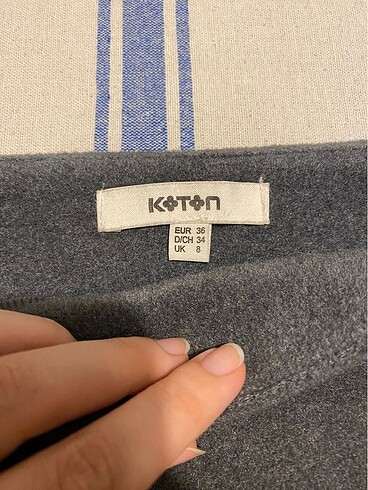 KOTON
EUR 36
D/CH 34
UK 8